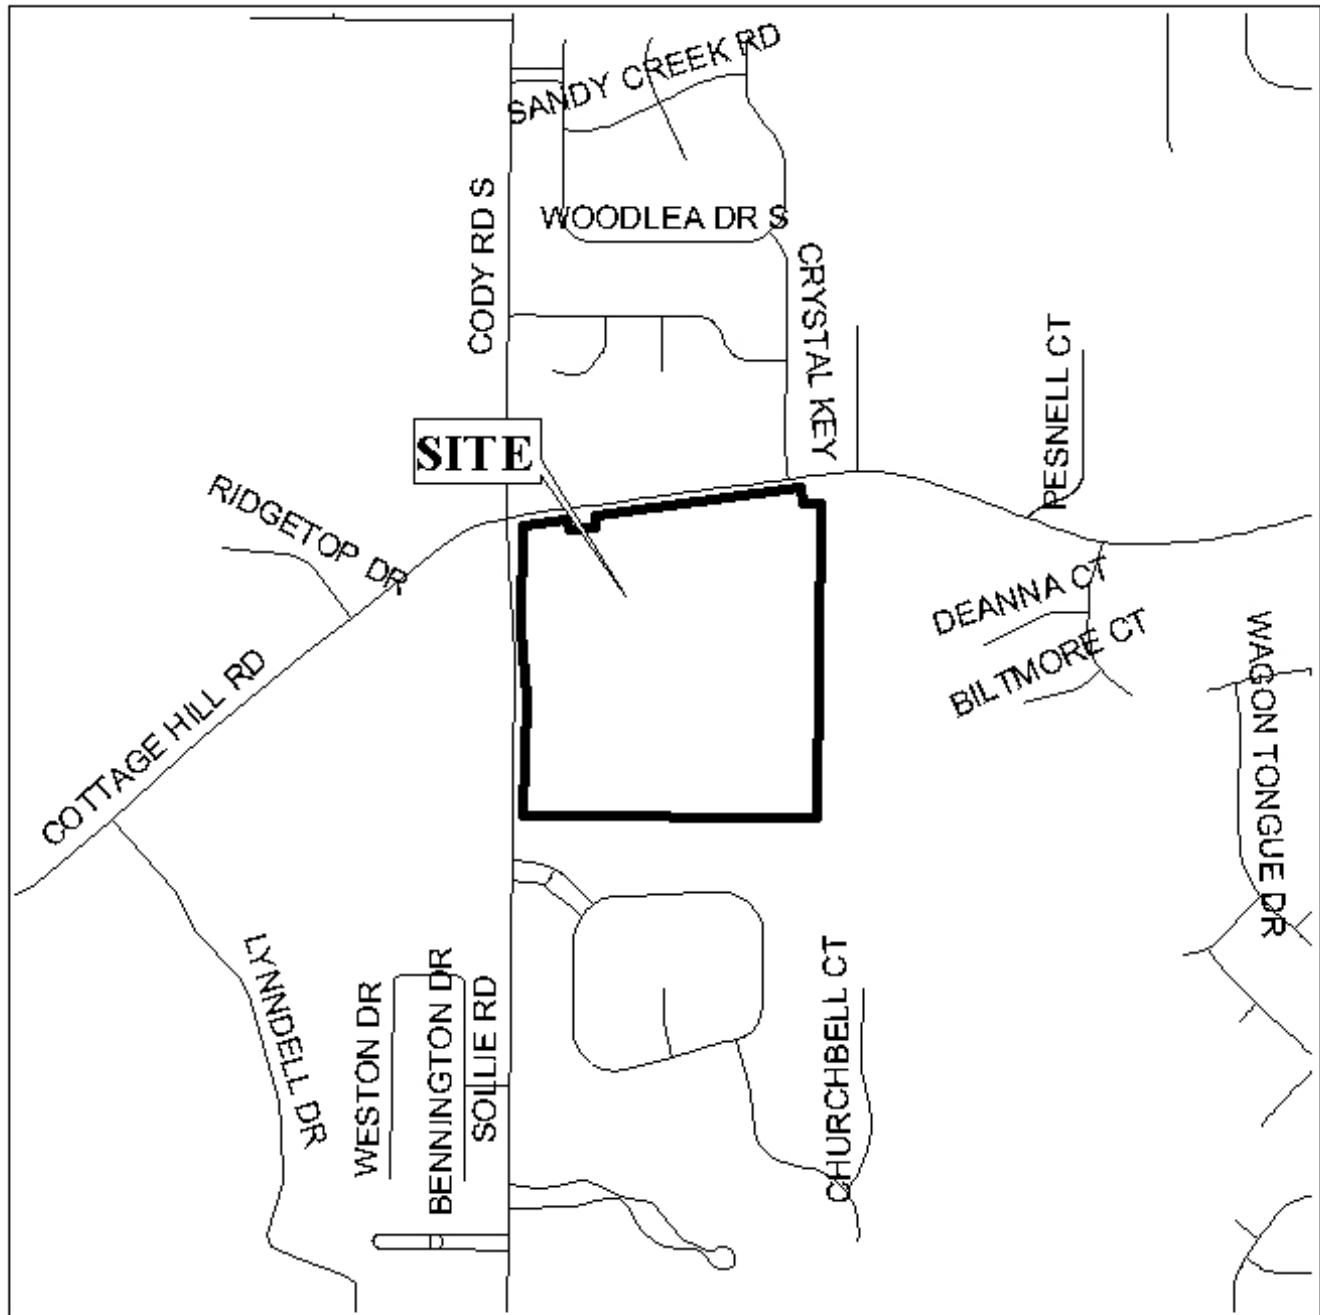 SANDY CREEK RD
WOODLEA DR S
CODY RD S
CRYSTAL KEY
PESNELL CT
SITE
RIDGETOP DR
DEANNA CT
BILTMORE CT
WAGON TONGUE DR
COTTAGE HILL RD
LYNNDELL DR
WESTON DR
BENNINGTON DR
SOLLIE RD
CHURCHBELL CT